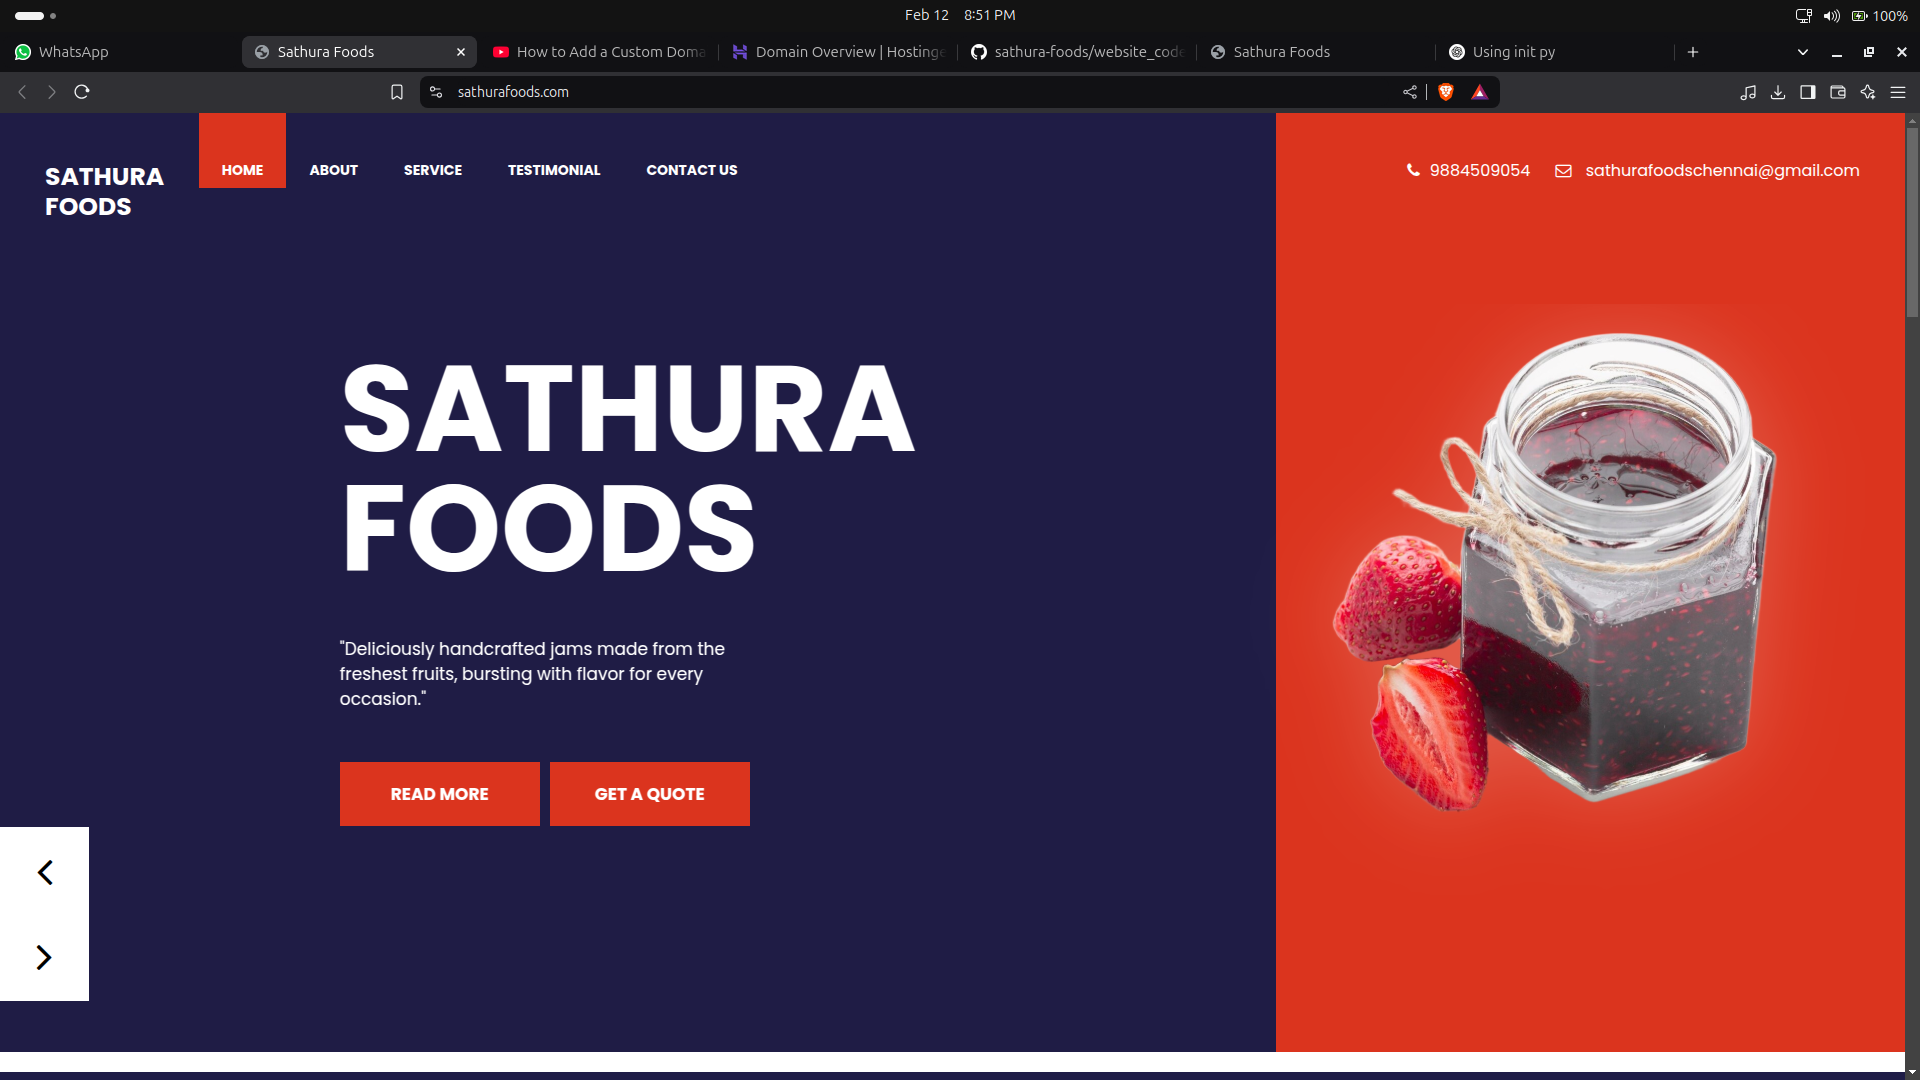 Feb 12 8:51 PM
100%
WhatsApp
Sathura Foods
How to Add a Custom Doma
Domain Overview | Hostinge
sathura-foods/website_code
Sathura Foods
Using init py
sathurafoods.com
SATHURA
FOODS
HOME
ABOUT
SERVICE
TESTIMONIAL
CONTACT US
9884509054
sathurafoodschennai@gmail.com
SATHURA
FOODS
"Deliciously handcrafted jams made from the
freshest fruits, bursting with flavor for every
occasion."
READ MORE
GET A QUOTE